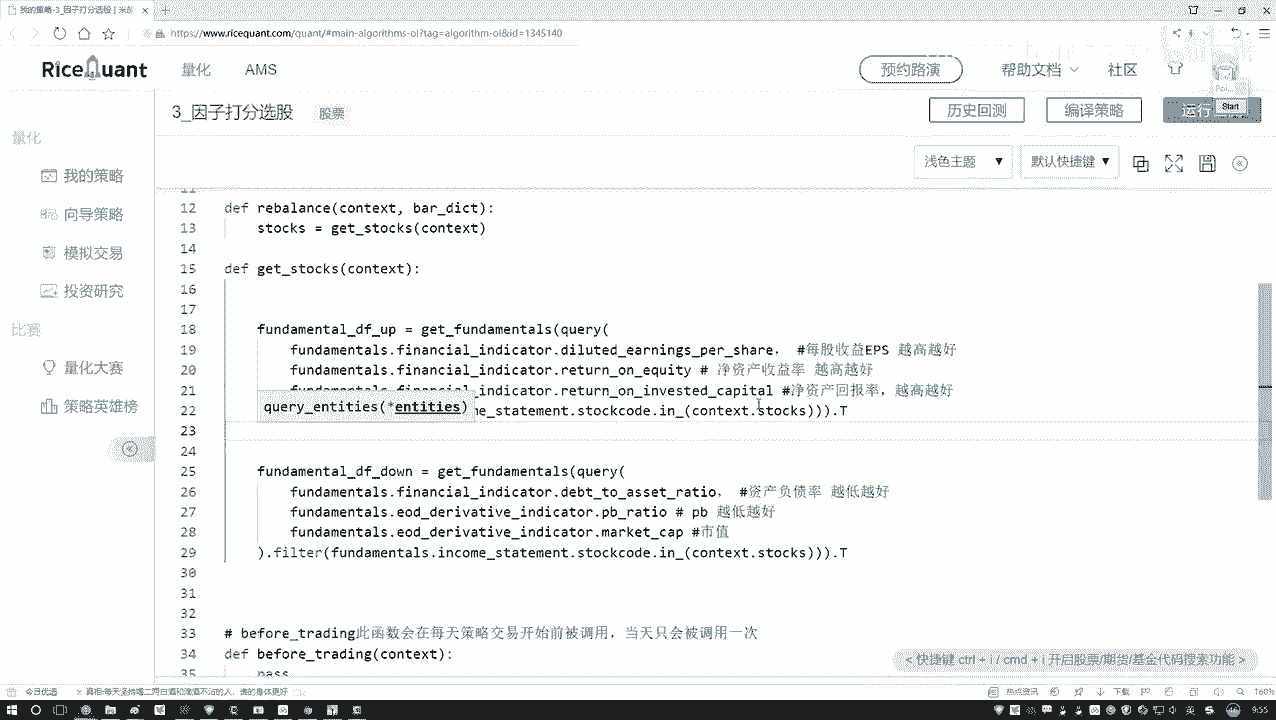 我的策略-3_因子打分选股 | 米筐
https://www.ricequant.com/quant/#main-algorithms-ol?tag=algorithm-ol&id=1345140
RiceQuant 量化 AMS 预约路演 帮助文档 社区
3_因子打分选股 股票 历史回测 编译策略 运行
Start
浅色主题 ▼ 默认快捷键 ▼
量化
我的策略
向导策略
模拟交易
投资研究
比赛
量化大赛
策略英雄榜
11
12 def rebalance(context, bar_dict):
13 stocks = get_stocks(context)
14
15 def get_stocks(context):
16
17
18 fundamental_df_up = get_fundamentals(query(
19 fundamentals.financial_indicator.diluted_earnings_per_share， #每股收益EPS 越高越好
20 fundamentals.financial_indicator.return_on_equity # 净资产收益率 越高越好
21 fundamentals.financial_indicator.return_on_invested_capital #净资产回报率，越高越好
query_entities(*entities)
22 me_statement.stockcode.in_(context.stocks))).T
23
24
25 fundamental_df_down = get_fundamentals(query(
26 fundamentals.financial_indicator.debt_to_asset_ratio， #资产负债率 越低越好
27 fundamentals.eod_derivative_indicator.pb_ratio # pb 越低越好
28 fundamentals.eod_derivative_indicator.market_cap #市值
29 ).filter(fundamentals.income_statement.stockcode.in_(context.stocks))).T
30
31
32
33 # before_trading此函数会在每天策略交易开始前被调用，当天只会被调用一次
34 def before_trading(context):
35 pass
< 快捷键 ctrl + i / cmd + i 开启股票/期货/基金代码搜索功能 >
今日优选 热点资讯 下载 160%
英 9:55